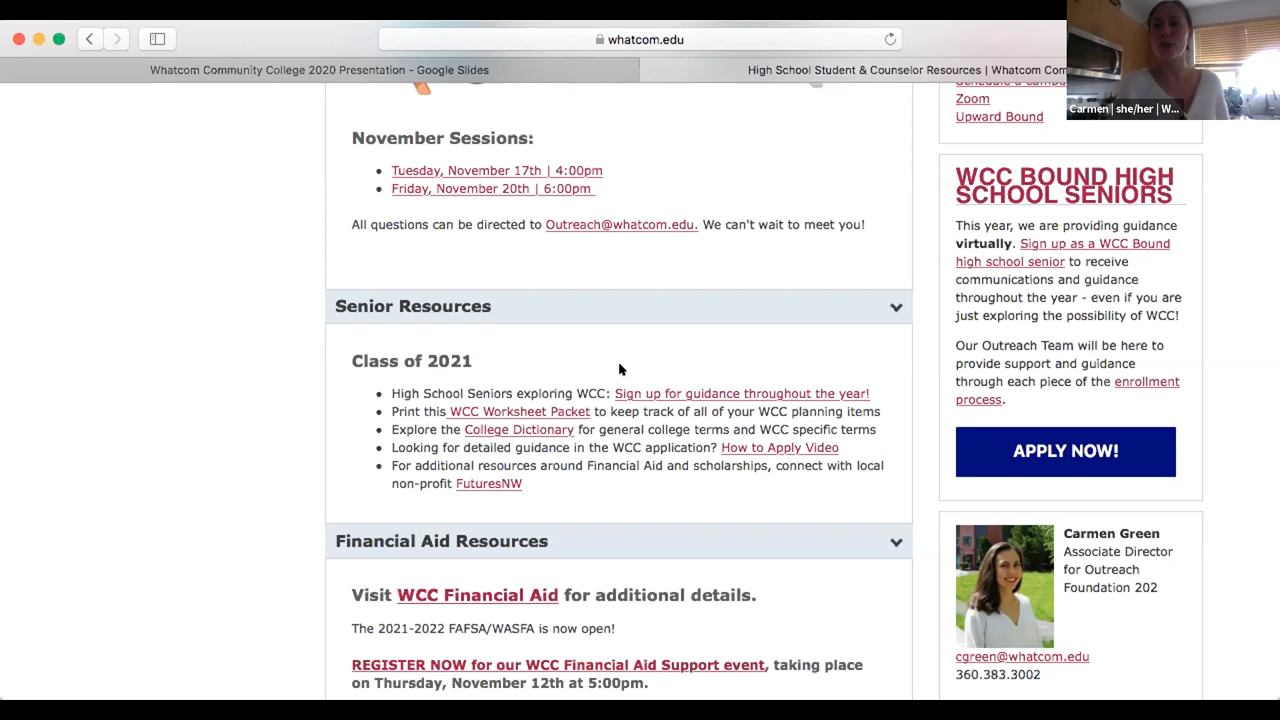 whatcom.edu
Whatcom Community College 2020 Presentation - Google Slides
High School Student & Counselor Resources | Whatcom Com
Carmen | she/her | W...
November Sessions:
Tuesday, November 17th | 4:00pm
Friday, November 20th | 6:00pm
All questions can be directed to Outreach@whatcom.edu. We can't wait to meet you!
Senior Resources
Class of 2021
High School Seniors exploring WCC: Sign up for guidance throughout the year!
Print this WCC Worksheet Packet to keep track of all of your WCC planning items
Explore the College Dictionary for general college terms and WCC specific terms
Looking for detailed guidance in the WCC application? How to Apply Video
For additional resources around Financial Aid and scholarships, connect with local
non-profit FuturesNW
Financial Aid Resources
Visit WCC Financial Aid for additional details.
The 2021-2022 FAFSA/WASFA is now open!
REGISTER NOW for our WCC Financial Aid Support event, taking place
on Thursday, November 12th at 5:00pm.
Zoom
Upward Bound
WCC BOUND HIGH
SCHOOL SENIORS
This year, we are providing guidance
virtually. Sign up as a WCC Bound
high school senior to receive
communications and guidance
throughout the year - even if you are
just exploring the possibility of WCC!
Our Outreach Team will be here to
provide support and guidance
through each piece of the enrollment
process.
APPLY NOW!
Carmen Green
Associate Director
for Outreach
Foundation 202
cgreen@whatcom.edu
360.383.3002